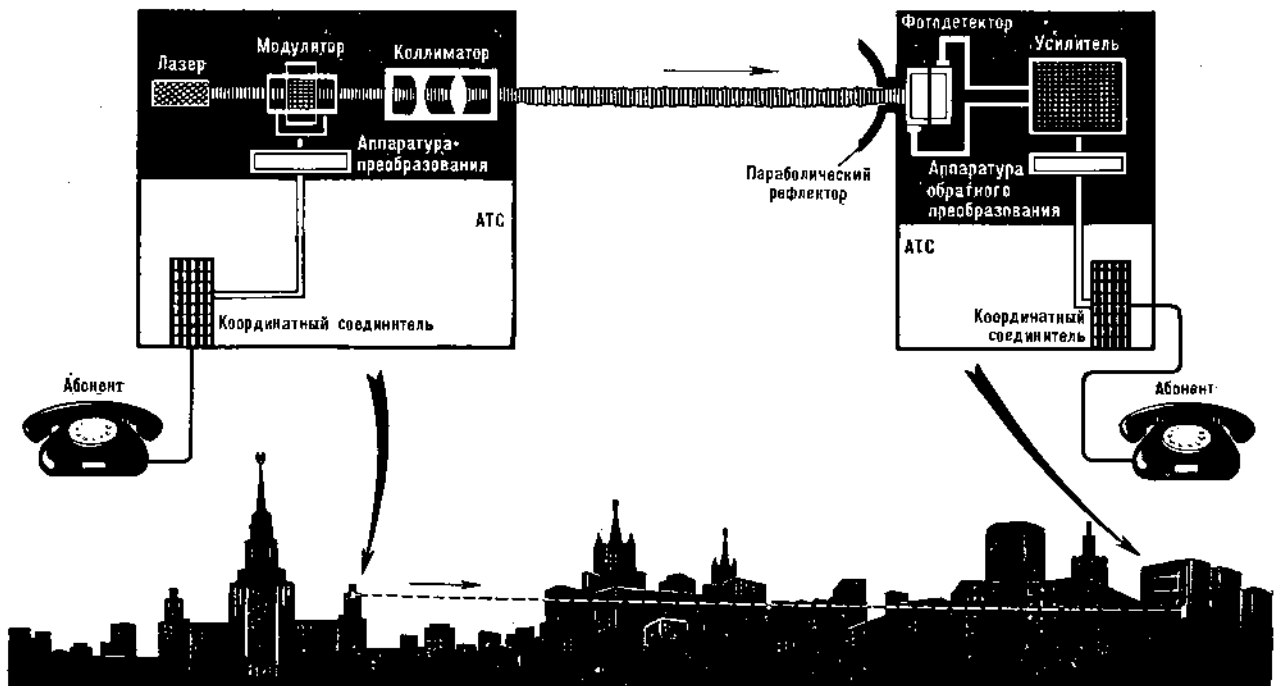 Лазер
Модулятор
Коллиматор
Аппаратура
преобразования
АТС
Координатный соединитель
Абонент
Параболический
рефлектор
Фотодетектор
Усилитель
Аппаратура
обратного
преобразования
АТС
Координатный
соединитель
Абонент